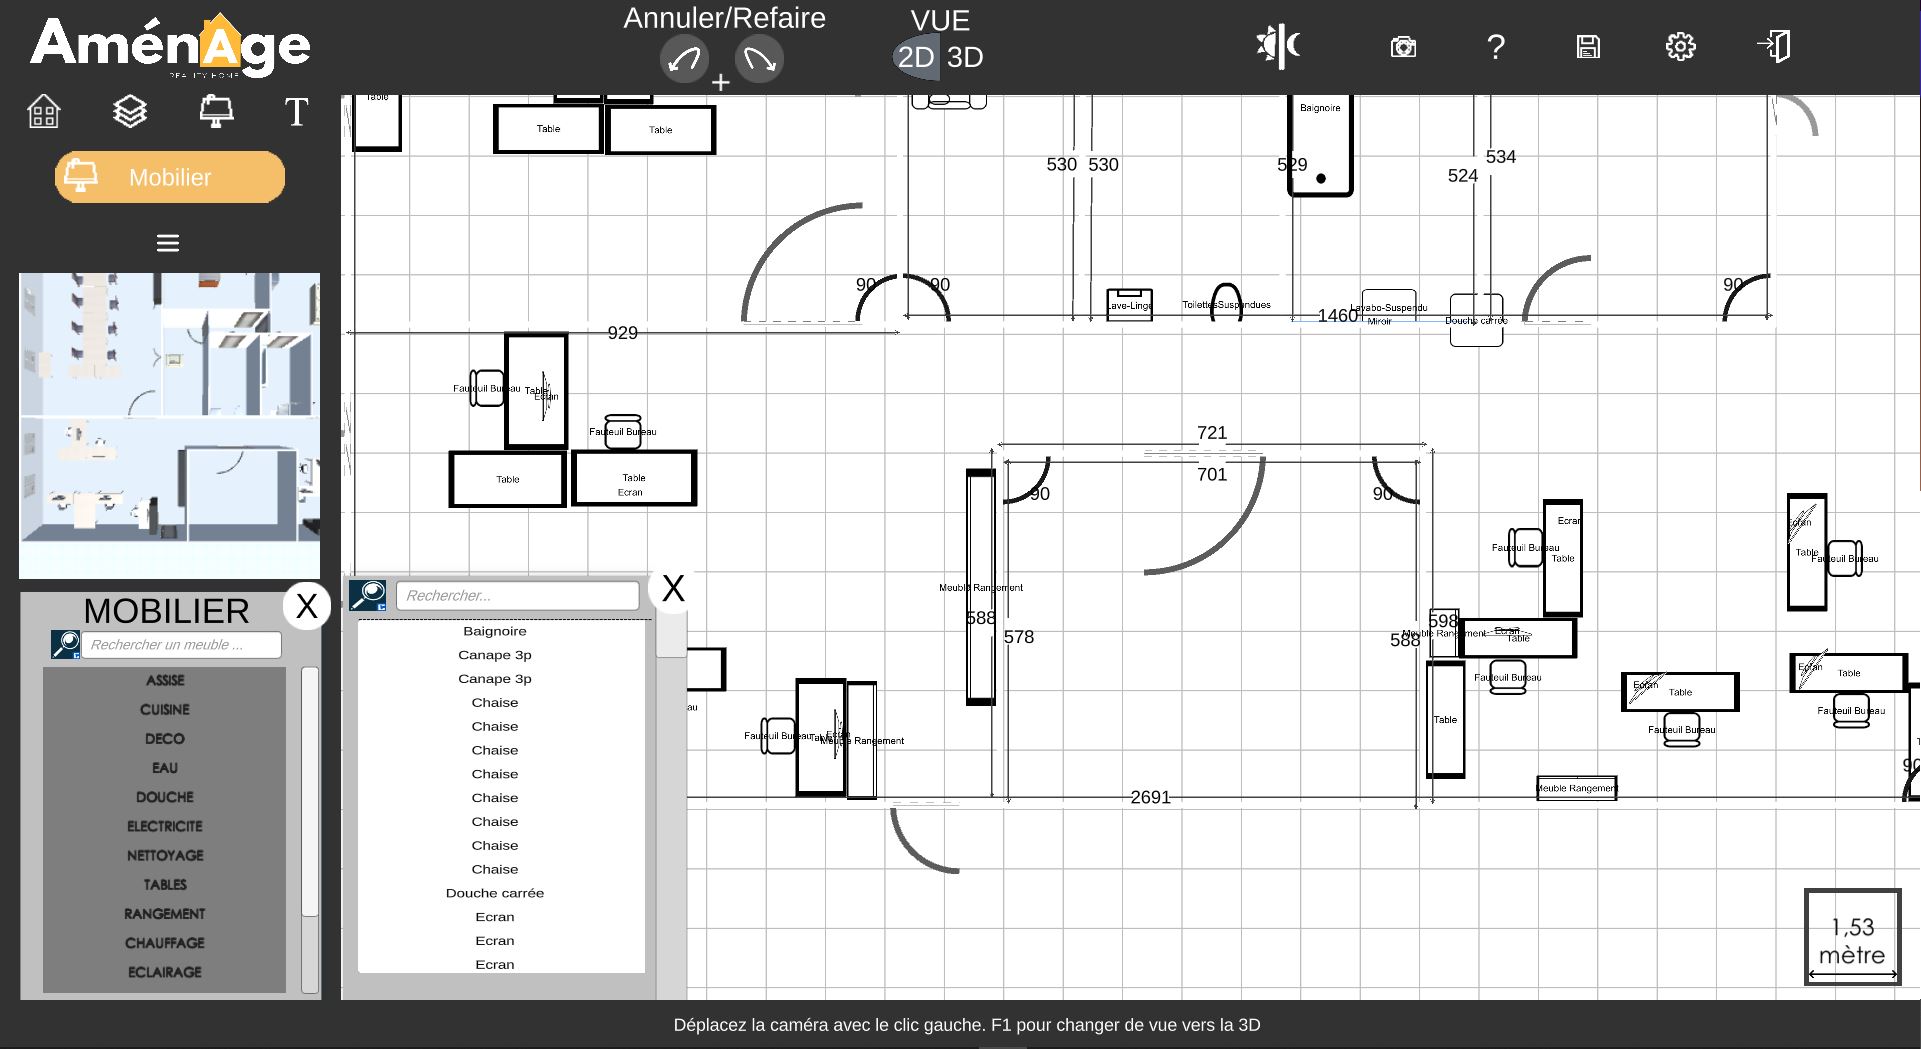 AménAge
REALITY HOME
Annuler/Refaire
+
VUE
2D 3D
?
T
Mobilier
MOBILIER
X
Rechercher un meuble ...
ASSISE
CUISINE
DECO
EAU
DOUCHE
ELECTRICITE
NETTOYAGE
TABLES
RANGEMENT
CHAUFFAGE
ECLAIRAGE
Rechercher...
X
Baignoire
Canape 3p
Canape 3p
Chaise
Chaise
Chaise
Chaise
Chaise
Chaise
Chaise
Chaise
Douche carrée
Ecran
Ecran
Ecran
Table
Table
Table
Baignoire
530
530
529
524
534
90
90
90
Lave-Linge
ToilettesSuspundues
Lavabo-Suspendu
Miroir
1460
Douche carrée
929
Fauteuil Bureau
Table
Ecran
Fauteuil Bureau
Table
Table
Ecran
721
701
90
90
Meuble Rangement
588
578
588
598
Meuble Rangement
Ecran
Table
Fauteuil Bureau
Table
Fauteuil Bureau
Ecran
Table
Ecran
Table
Fauteuil Bureau
Ecran
Table
Fauteuil Bureau
Ecran
Table
Fauteuil Bureau
au
Fauteuil Bureau
Table
Ecran
Meuble Rangement
Meuble Rangement
90
2691
1,53
mètre
Déplacez la caméra avec le clic gauche. F1 pour changer de vue vers la 3D